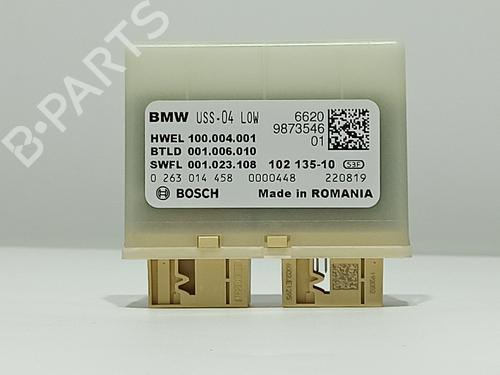 B-PARTS
BMW USS-04 LOW 6620
9873546
HWEL 100.004.001 01
BTLD 001.006.010
SWFL 001.023.108 102 135-10 S3F
0 263 014 458 0000448 220819
BOSCH Made in ROMANIA